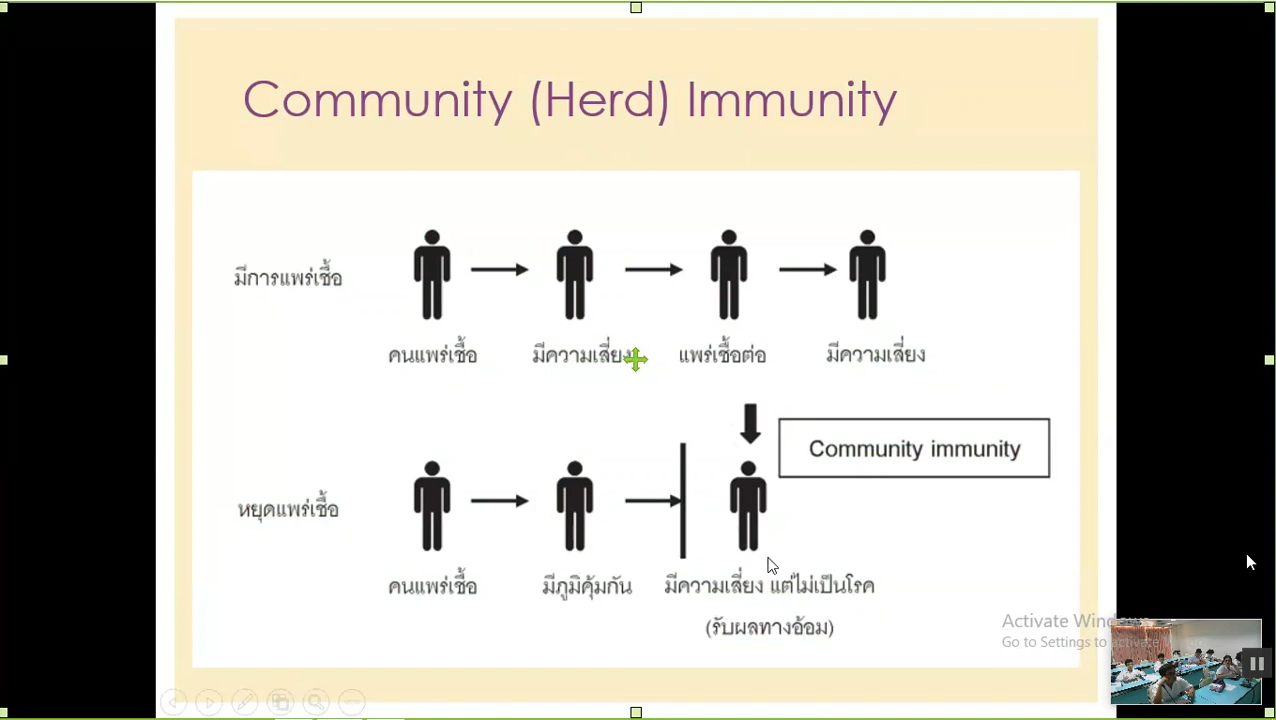 Community (Herd) Immunity
มีการแพร่เชื้อ
คนแพร่เชื้อ
มีความเสี่ยง
แพร่เชื้อต่อ
มีความเสี่ยง
Community immunity
หยุดแพร่เชื้อ
คนแพร่เชื้อ
มีภูมิคุ้มกัน
มีความเสี่ยง แต่ไม่เป็นโรค
(รับผลทางอ้อม)
Activate Windows
Go to Settings to activate